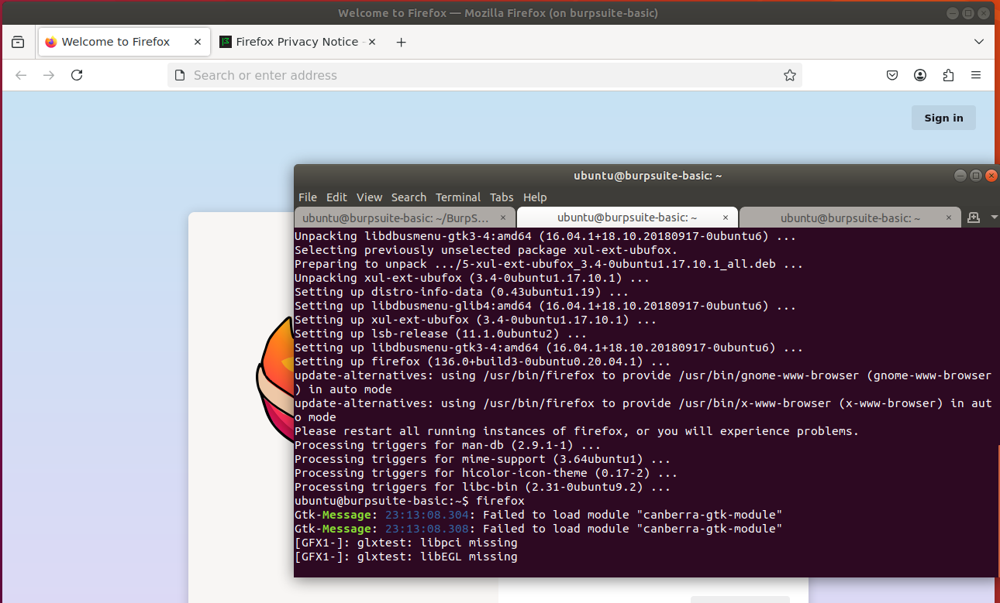 Welcome to Firefox — Mozilla Firefox (on burpsuite-basic)
Welcome to Firefox
Firefox Privacy Notice -
Search or enter address
Sign in
ubuntu@burpsuite-basic: ~
File Edit View Search Terminal Tabs Help
ubuntu@burpsuite-basic: ~/BurpS...
ubuntu@burpsuite-basic: ~
ubuntu@burpsuite-basic: ~
Unpacking libdbusmenu-gtk3-4:amd64 (16.04.1+18.10.20180917-0ubuntu6) ...
Selecting previously unselected package xul-ext-ubufox.
Preparing to unpack .../5-xul-ext-ubufox_3.4-0ubuntu1.17.10.1_all.deb ...
Unpacking xul-ext-ubufox (3.4-0ubuntu1.17.10.1) ...
Setting up distro-info-data (0.43ubuntu1.19) ...
Setting up libdbusmenu-glib4:amd64 (16.04.1+18.10.20180917-0ubuntu6) ...
Setting up xul-ext-ubufox (3.4-0ubuntu1.17.10.1) ...
Setting up lsb-release (11.1.0ubuntu2) ...
Setting up libdbusmenu-gtk3-4:amd64 (16.04.1+18.10.20180917-0ubuntu6) ...
Setting up firefox (136.0+build3-0ubuntu0.20.04.1) ...
update-alternatives: using /usr/bin/firefox to provide /usr/bin/gnome-www-browser (gnome-www-browser
) in auto mode
update-alternatives: using /usr/bin/firefox to provide /usr/bin/x-www-browser (x-www-browser) in aut
o mode
Please restart all running instances of firefox, or you will experience problems.
Processing triggers for man-db (2.9.1-1) ...
Processing triggers for mime-support (3.64ubuntu1) ...
Processing triggers for hicolor-icon-theme (0.17-2) ...
Processing triggers for libc-bin (2.31-0ubuntu9.2) ...
ubuntu@burpsuite-basic:~$ firefox
Gtk-Message: 23:13:08.304: Failed to load module "canberra-gtk-module"
Gtk-Message: 23:13:08.308: Failed to load module "canberra-gtk-module"
[GFX1-]: glxtest: libpci missing
[GFX1-]: glxtest: libEGL missing